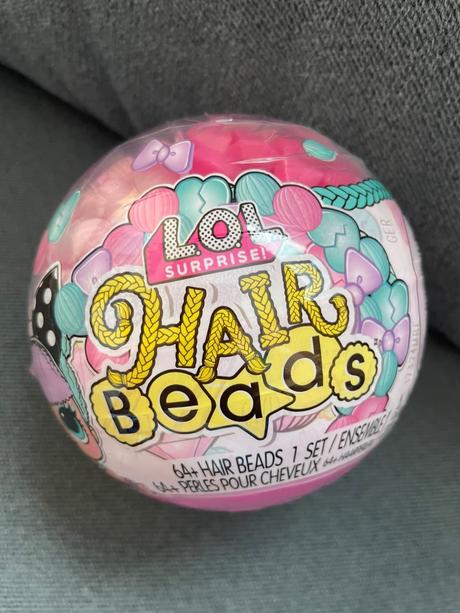 L.O.L
SURPRISE!
HAIR
Beads
64+ HAIR BEADS 1 SET / ENSEMBLE
64+ PERLES POUR CHEVEUX